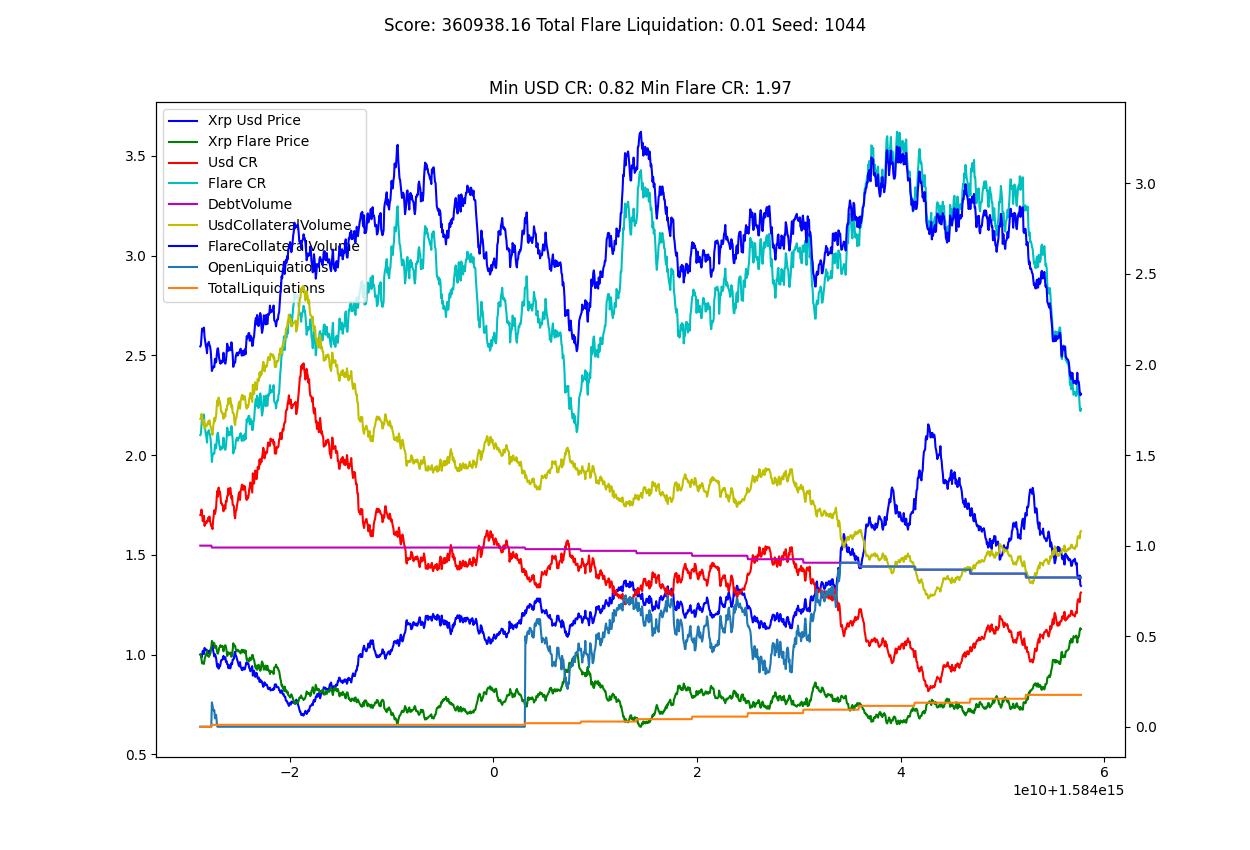 Score: 360938.16 Total Flare Liquidation: 0.01 Seed: 1044
Min USD CR: 0.82 Min Flare CR: 1.97
Xrp Usd Price
Xrp Flare Price
Usd CR
Flare CR
DebtVolume
UsdCollateralVolume
FlareCollateralVolume
OpenLiquidations
TotalLiquidations
3.5
3.0
2.5
2.0
1.5
1.0
0.5
3.0
2.5
2.0
1.5
1.0
0.5
0.0
−2 0 2 4 6
1e10+1.584e15